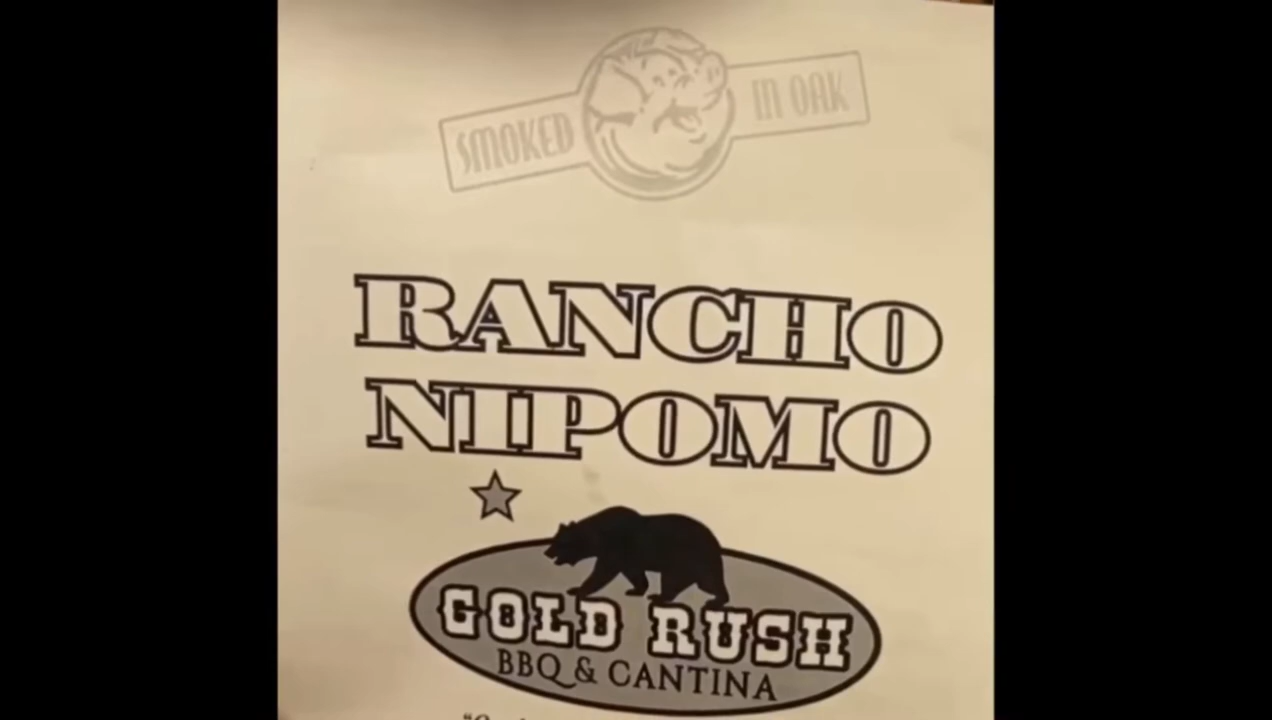 SMOKED IN OAK
RANCHO
NIPOMO
GOLD RUSH
BBQ & CANTINA